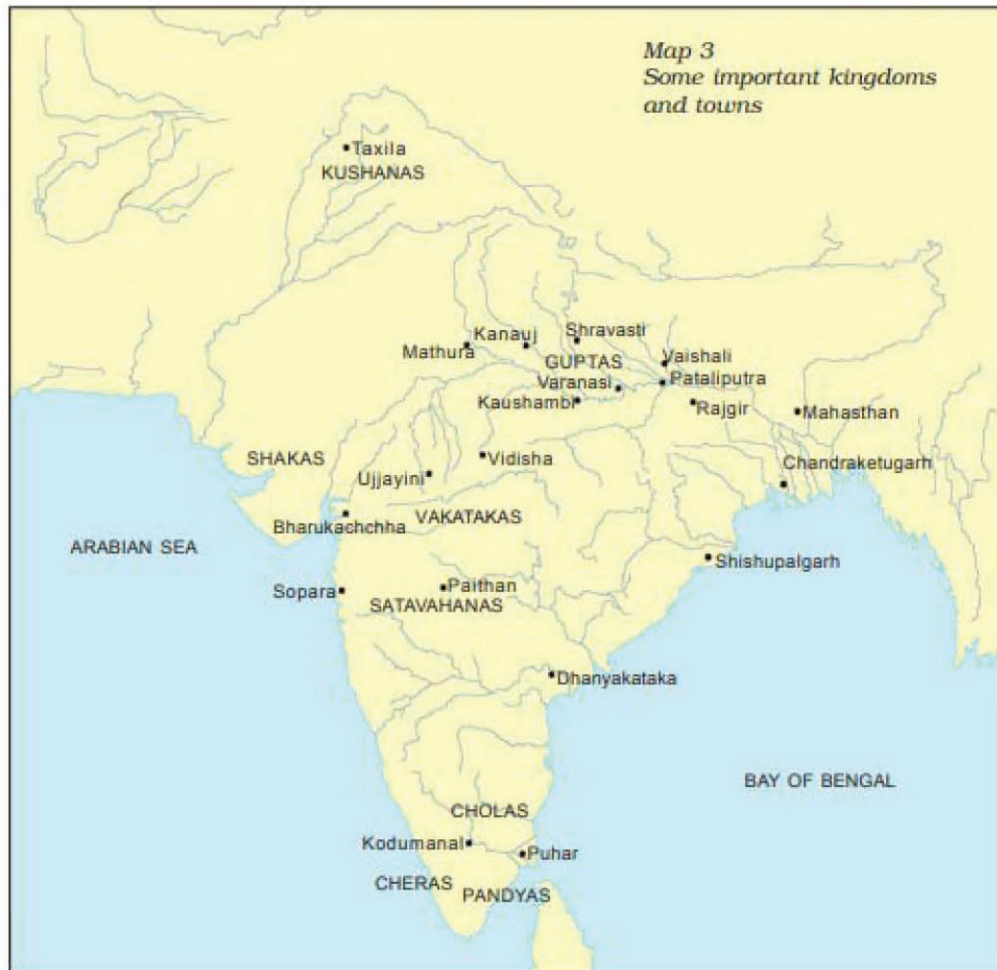 Map 3
Some important kingdoms
and towns
Taxila
KUSHANAS
Shravasti
Kanauj
Mathura
GUPTAS
Vaishali
Varanasi
Pataliputra
Kaushambi
Rajgir
Mahasthan
SHAKAS
Vidisha
Chandraketugarh
Ujjayini
Bharukachchha
VAKATAKAS
ARABIAN SEA
Shishupalgarh
Sopara
Paithan
SATAVAHANAS
Dhanyakataka
BAY OF BENGAL
CHOLAS
Kodumanal
Puhar
CHERAS
PANDYAS